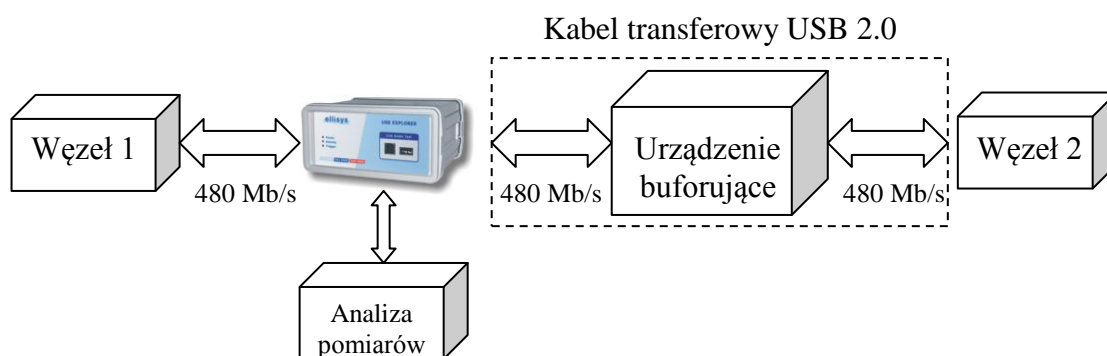 Kabel transferowy USB 2.0
Węzeł 1
480 Mb/s
ellisys
USB EXPLORER
480 Mb/s
Urządzenie
buforujące
480 Mb/s
Węzeł 2
Analiza
pomiarów